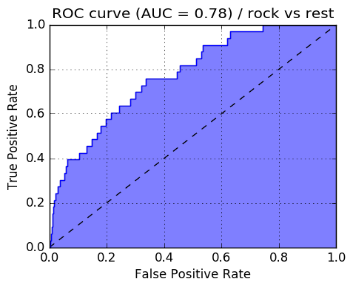 ROC curve (AUC = 0.78) / rock vs rest
1.0
0.8
0.6
0.4
0.2
0.0
True Positive Rate
0.0 0.2 0.4 0.6 0.8 1.0
False Positive Rate